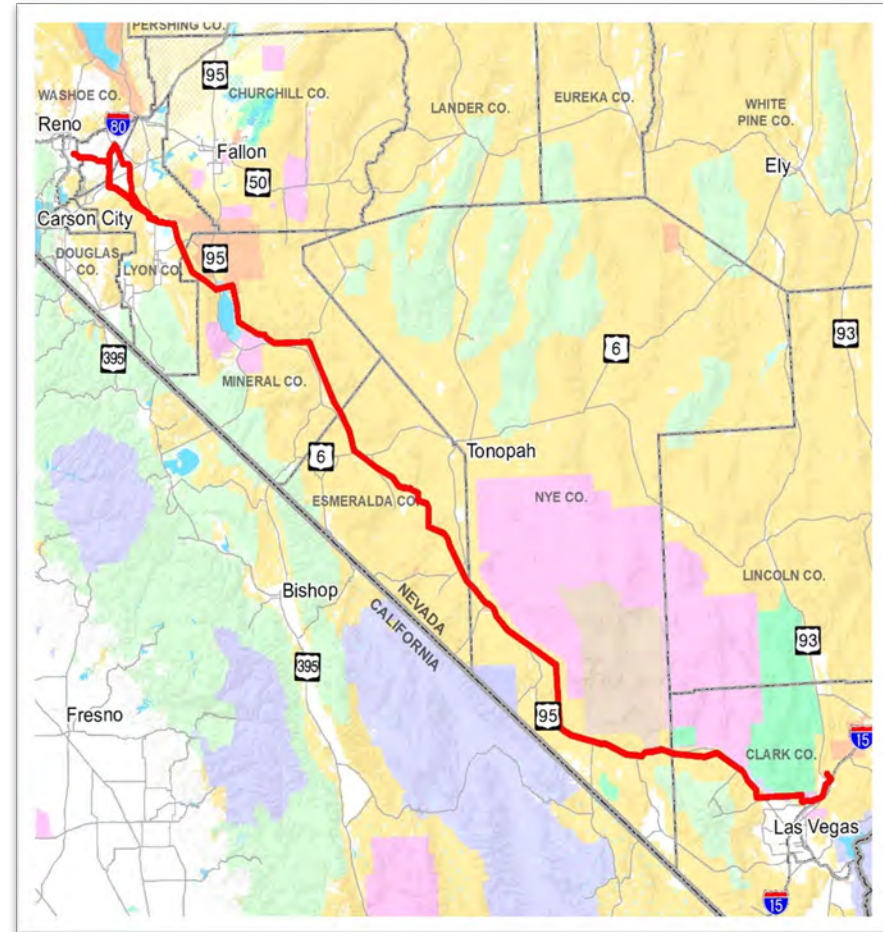 PERSHING CO.
95
WASHOE CO.
CHURCHILL CO.
LANDER CO.
EUREKA CO.
WHITE
PINE CO.
Reno
80
Fallon
Ely
50
Carson City
DOUGLAS
CO.
LYON CO.
95
93
395
6
MINERAL CO.
6
Tonopah
ESMERALDA CO.
NYE CO.
LINCOLN CO.
Bishop
NEVADA
CALIFORNIA
93
395
Fresno
95
15
CLARK CO.
Las Vegas
15